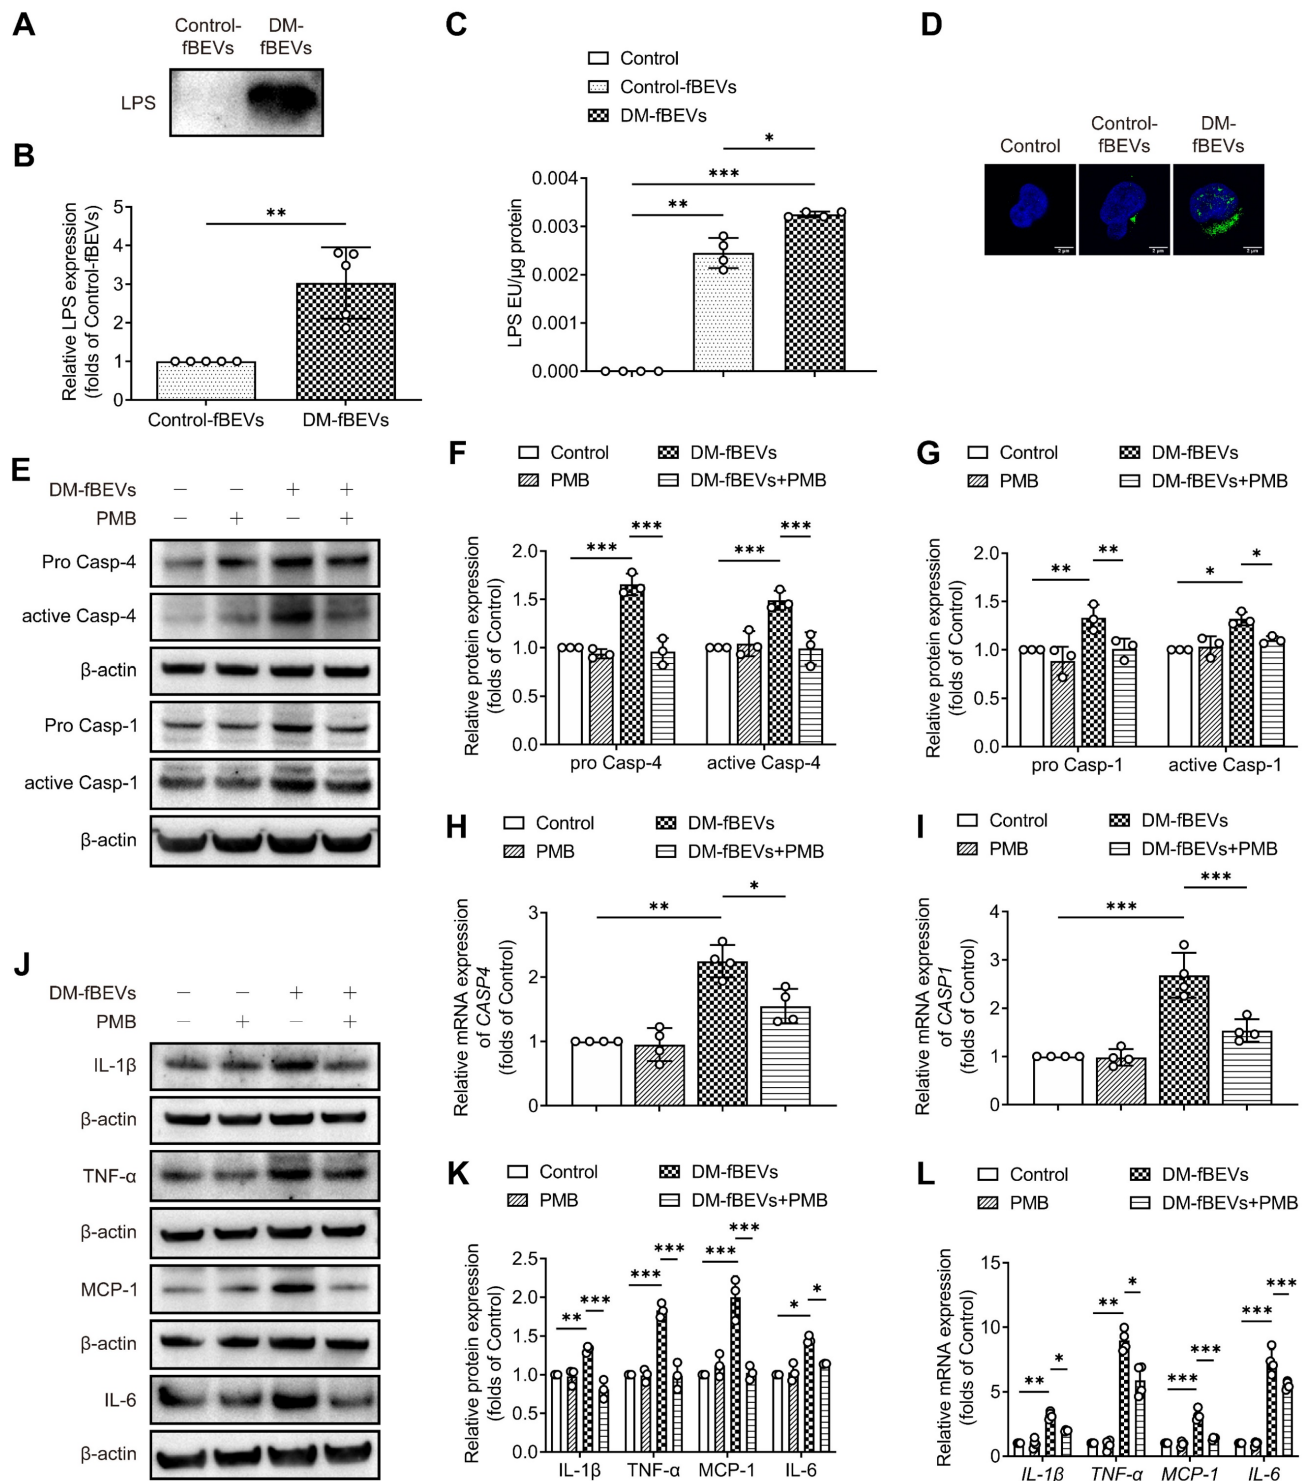 A
Control-
fBEVs
DM-
fBEVs
LPS
B
Relative LPS expression
(folds of Control-fBEVs)
5
4
3
2
1
0
**
Control-fBEVs
DM-fBEVs
C
Control
Control-fBEVs
DM-fBEVs
LPS EU/μg protein
0.004
0.003
0.002
0.001
0.000
*
***
**
D
Control
Control-
fBEVs
DM-
fBEVs
2 μm
2 μm
2 μm
E
DM-fBEVs − − + +
PMB − + − +
Pro Casp-4
active Casp-4
β-actin
Pro Casp-1
active Casp-1
β-actin
F
Control
DM-fBEVs
PMB
DM-fBEVs+PMB
Relative protein expression
(folds of Control)
2.0
1.5
1.0
0.5
0.0
***
***
***
***
pro Casp-4
active Casp-4
G
Control
DM-fBEVs
PMB
DM-fBEVs+PMB
Relative protein expression
(folds of Control)
2.0
1.5
1.0
0.5
0.0
**
**
*
*
pro Casp-1
active Casp-1
H
Control
DM-fBEVs
PMB
DM-fBEVs+PMB
Relative mRNA expression
of CASP4
(folds of Control)
3
2
1
0
**
*
I
Control
DM-fBEVs
PMB
DM-fBEVs+PMB
Relative mRNA expression
of CASP1
(folds of Control)
4
3
2
1
0
***
***
J
DM-fBEVs − − + +
PMB − + − +
IL-1β
β-actin
TNF-α
β-actin
MCP-1
β-actin
IL-6
β-actin
K
Control
DM-fBEVs
PMB
DM-fBEVs+PMB
Relative protein expression
(folds of Control)
2.5
2.0
1.5
1.0
0.5
0.0
**
***
***
***
***
***
*
*
IL-1β
TNF-α
MCP-1
IL-6
L
Control
DM-fBEVs
PMB
DM-fBEVs+PMB
Relative mRNA expression
(folds of Control)
15
10
5
0
**
*
**
*
***
***
***
***
IL-1β
TNF-α
MCP-1
IL-6